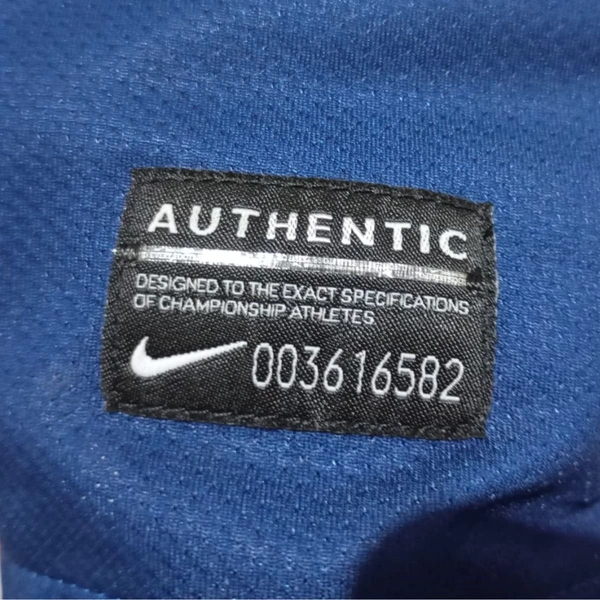 AUTHENTIC
DESIGNED TO THE EXACT SPECIFICATIONS
OF CHAMPIONSHIP ATHLETES
003616582